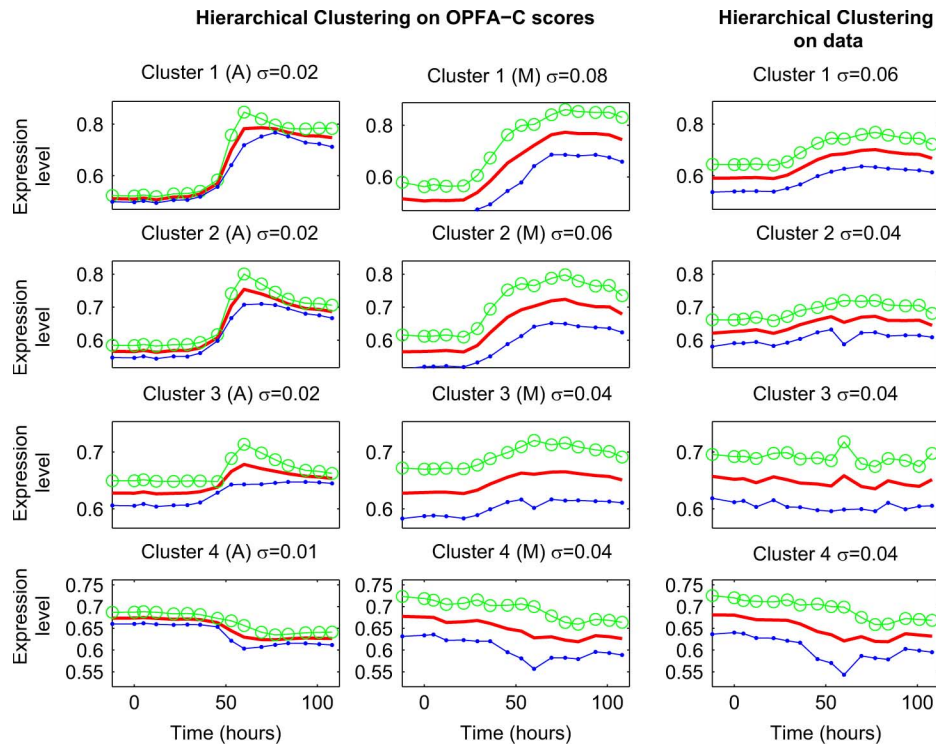 Hierarchical Clustering on OPFA−C scores
Hierarchical Clustering
on data
Cluster 1 (A) σ=0.02
Cluster 1 (M) σ=0.08
Cluster 1 σ=0.06
Expression
level
0.8
0.6
0.8
0.6
0.8
0.6
Cluster 2 (A) σ=0.02
Cluster 2 (M) σ=0.06
Cluster 2 σ=0.04
Expression
level
0.8
0.7
0.6
0.8
0.7
0.6
0.8
0.7
0.6
Cluster 3 (A) σ=0.02
Cluster 3 (M) σ=0.04
Cluster 3 σ=0.04
Expression
level
0.7
0.6
0.7
0.6
0.7
0.6
Cluster 4 (A) σ=0.01
Cluster 4 (M) σ=0.04
Cluster 4 σ=0.04
Expression
level
0.75
0.7
0.65
0.6
0.55
0.75
0.7
0.65
0.6
0.55
0.75
0.7
0.65
0.6
0.55
0 50 100
0 50 100
0 50 100
Time (hours)
Time (hours)
Time (hours)